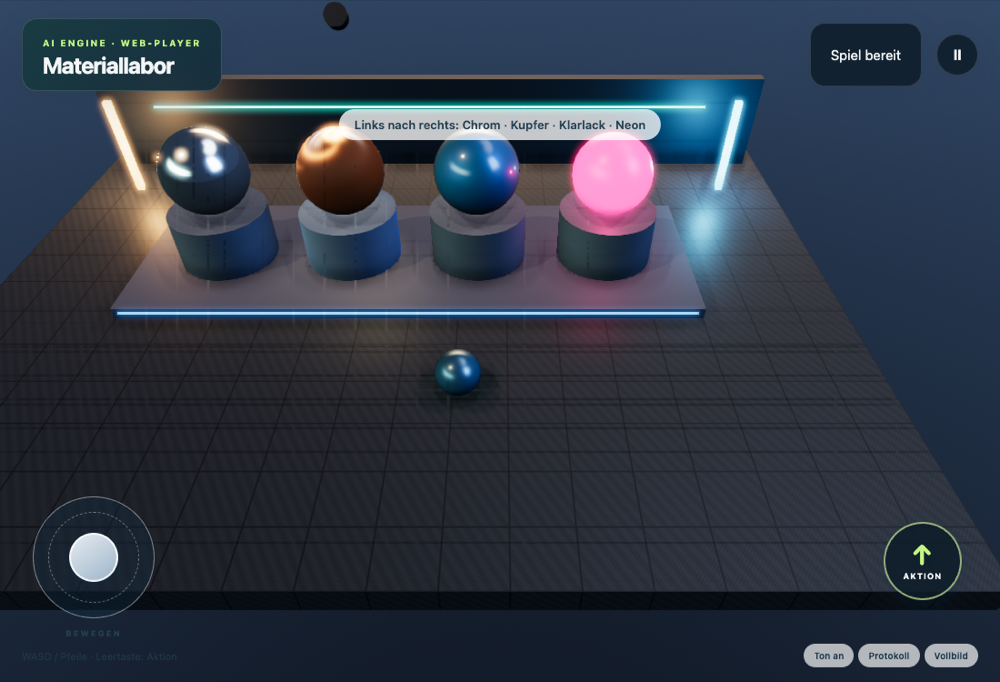 AI ENGINE · WEB-PLAYER
Materiallabor
Spiel bereit
Links nach rechts: Chrom · Kupfer · Klarlack · Neon
AKTION
BEWEGEN
WASD / Pfeile · Leertaste: Aktion
Ton an
Protokoll
Vollbild